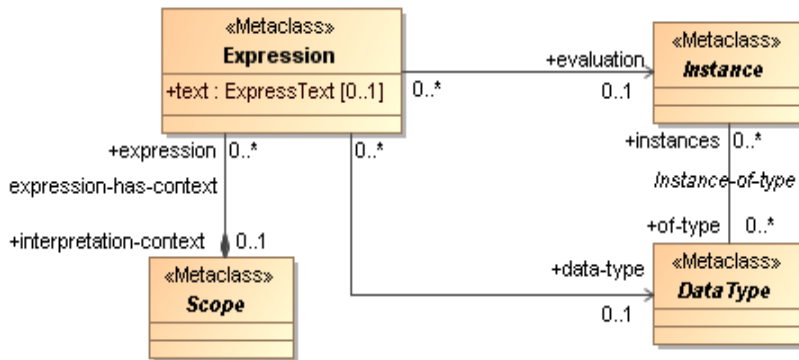 «Metaclass»
Expression
+text : ExpressText [0..1]
«Metaclass»
Instance
+evaluation
0..*
0..1
+expression
0..*
0..*
+instances
0..*
expression-has-context
Instance-of-type
+interpretation-context
0..1
+of-type
0..*
«Metaclass»
Scope
+data-type
0..1
«Metaclass»
DataType